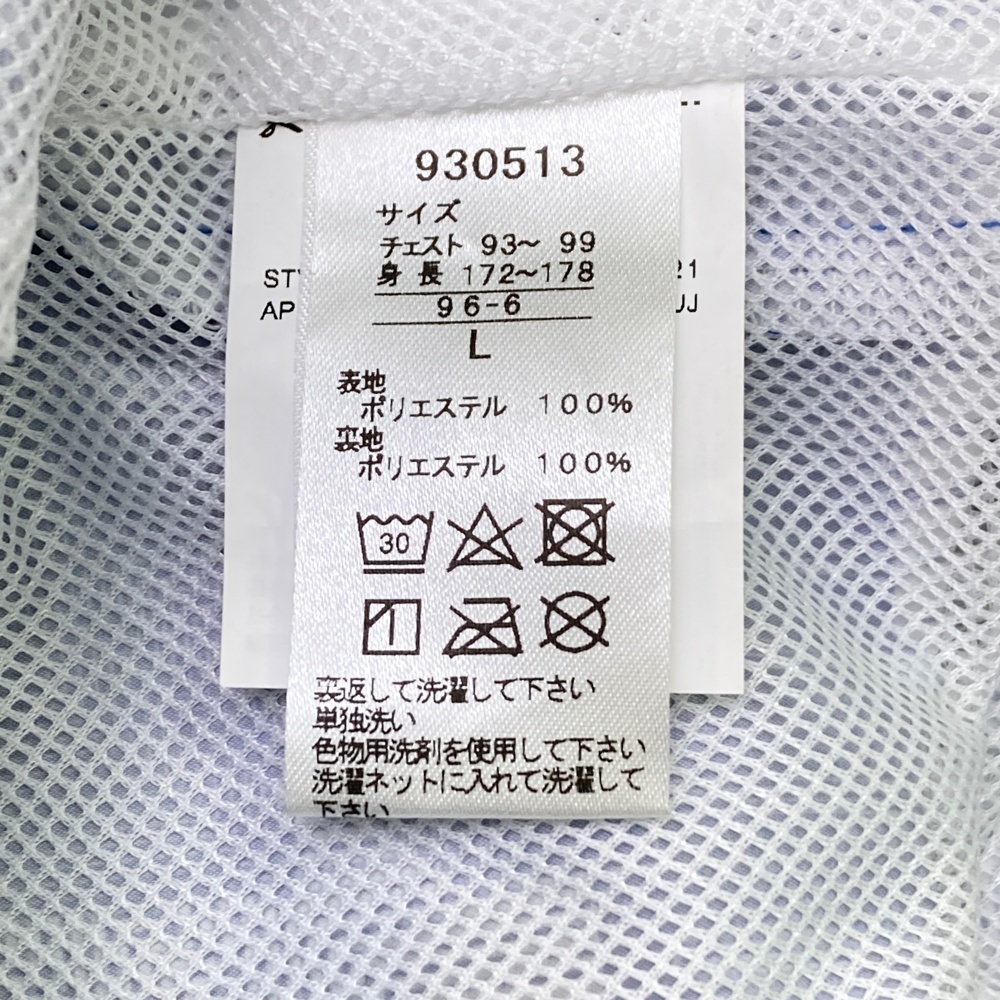 930513
サイズ
チェスト 93～ 99
身長 172～178
96-6
L
表地
ポリエステル 100%
裏地
ポリエステル 100%
30
裏返して洗濯して下さい
単独洗い
色物用洗剤を使用して下さい
洗濯ネットに入れて洗濯して
下さい